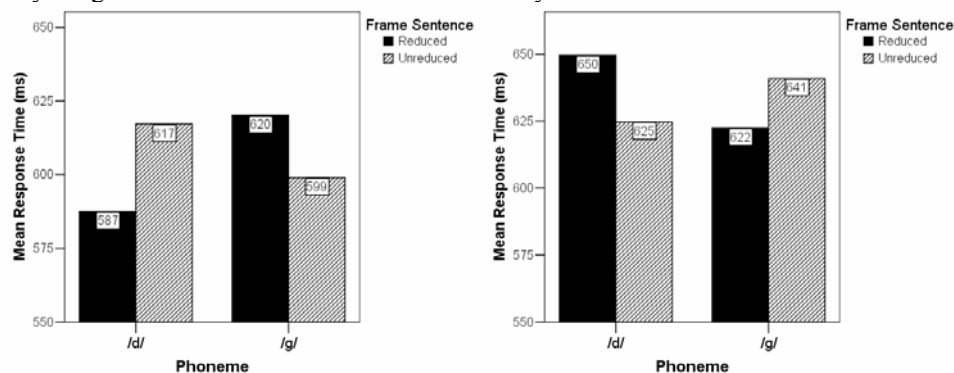 650
625
600
575
550
Mean Response Time (ms)
587
617
620
599
/d/
/g/
Phoneme
Frame Sentence
Reduced
Unreduced
650
625
600
575
550
Mean Response Time (ms)
650
625
622
641
/d/
/g/
Phoneme
Frame Sentence
Reduced
Unreduced